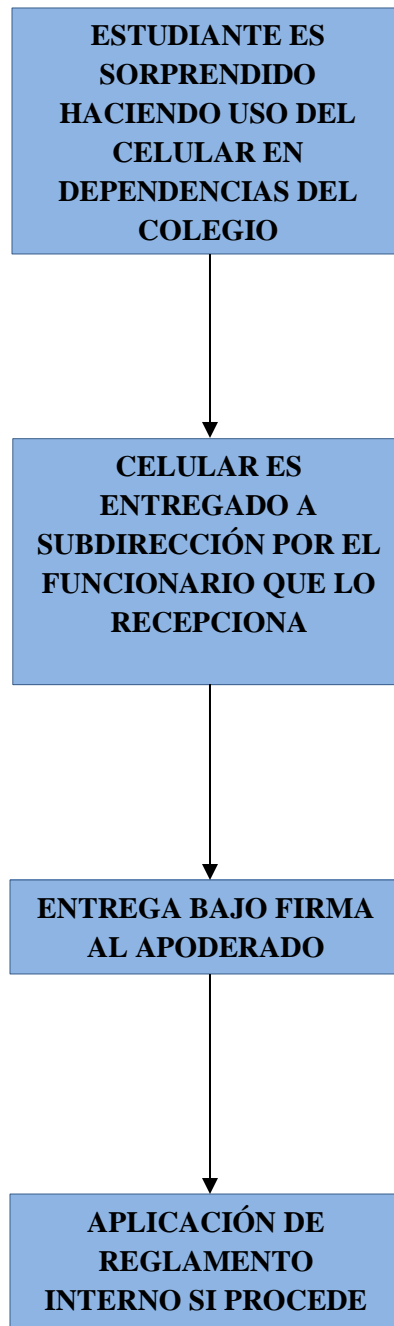 ESTUDIANTE ES
SORPRENDIDO
HACIENDO USO DEL
CELULAR EN
DEPENDENCIAS DEL
COLEGIO
CELULAR ES
ENTREGADO A
SUBDIRECCIÓN POR EL
FUNCIONARIO QUE LO
RECEPCIONA
ENTREGA BAJO FIRMA
AL APODERADO
APLICACIÓN DE
REGLAMENTO
INTERNO SI PROCEDE